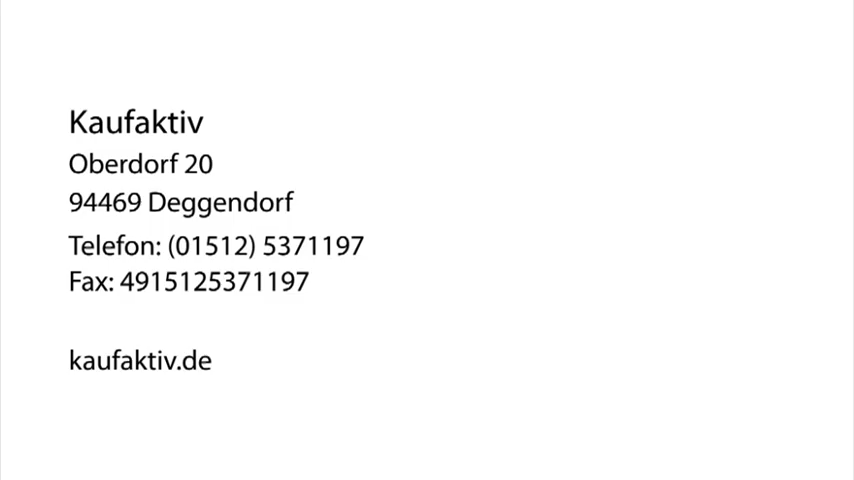 Kaufaktiv
Oberdorf 20
94469 Deggendorf
Telefon: (01512) 5371197
Fax: 4915125371197
kaufaktiv.de